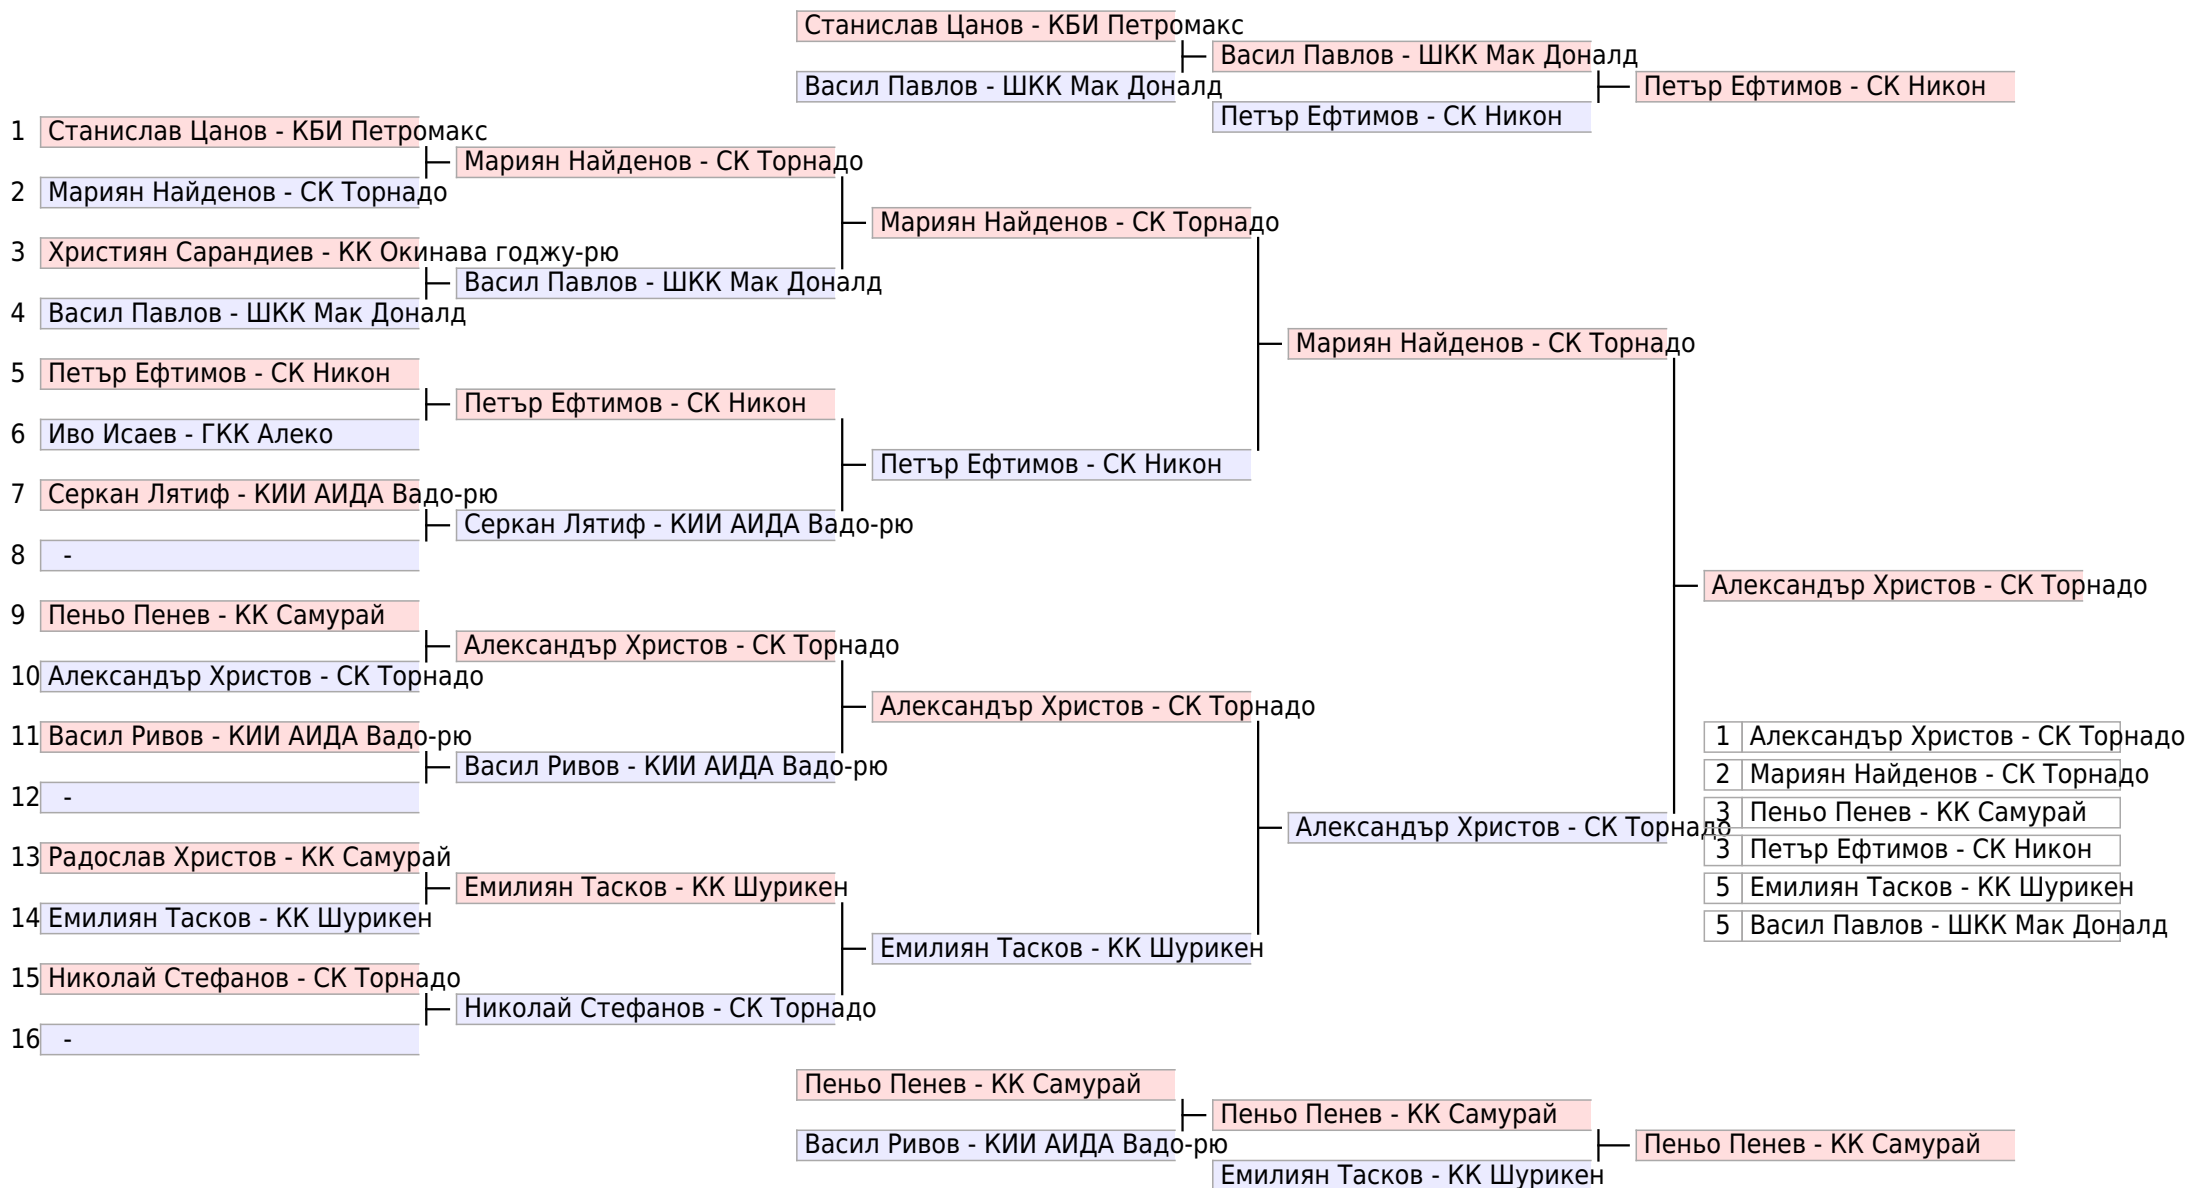 Станислав Цанов - КБИ Петромакс
Васил Павлов - ШКК Мак Доналд
Васил Павлов - ШКК Мак Доналд
Петър Ефтимов - СК Никон
Петър Ефтимов - СК Никон
1 Станислав Цанов - КБИ Петромакс
2 Мариян Найденов - СК Торнадо
3 Християн Сарандиев - КК Окинава годжу-рю
4 Васил Павлов - ШКК Мак Доналд
5 Петър Ефтимов - СК Никон
6 Иво Исаев - ГКК Алеко
7 Серкан Лятиф - КИИ АИДА Вадо-рю
8 -
9 Пеньо Пенев - КК Самурай
10 Александър Христов - СК Торнадо
11 Васил Ривов - КИИ АИДА Вадо-рю
12 -
13 Радослав Христов - КК Самурай
14 Емилиян Тасков - КК Шурикен
15 Николай Стефанов - СК Торнадо
16 -
Мариян Найденов - СК Торнадо
Васил Павлов - ШКК Мак Доналд
Петър Ефтимов - СК Никон
Серкан Лятиф - КИИ АИДА Вадо-рю
Александър Христов - СК Торнадо
Васил Ривов - КИИ АИДА Вадо-рю
Емилиян Тасков - КК Шурикен
Николай Стефанов - СК Торнадо
Мариян Найденов - СК Торнадо
Петър Ефтимов - СК Никон
Александър Христов - СК Торнадо
Емилиян Тасков - КК Шурикен
Мариян Найденов - СК Торнадо
Александър Христов - СК Торнадо
Александър Христов - СК Торнадо
1 Александър Христов - СК Торнадо
2 Мариян Найденов - СК Торнадо
3 Пеньо Пенев - КК Самурай
3 Петър Ефтимов - СК Никон
5 Емилиян Тасков - КК Шурикен
5 Васил Павлов - ШКК Мак Доналд
Пеньо Пенев - КК Самурай
Васил Ривов - КИИ АИДА Вадо-рю
Пеньо Пенев - КК Самурай
Емилиян Тасков - КК Шурикен
Пеньо Пенев - КК Самурай